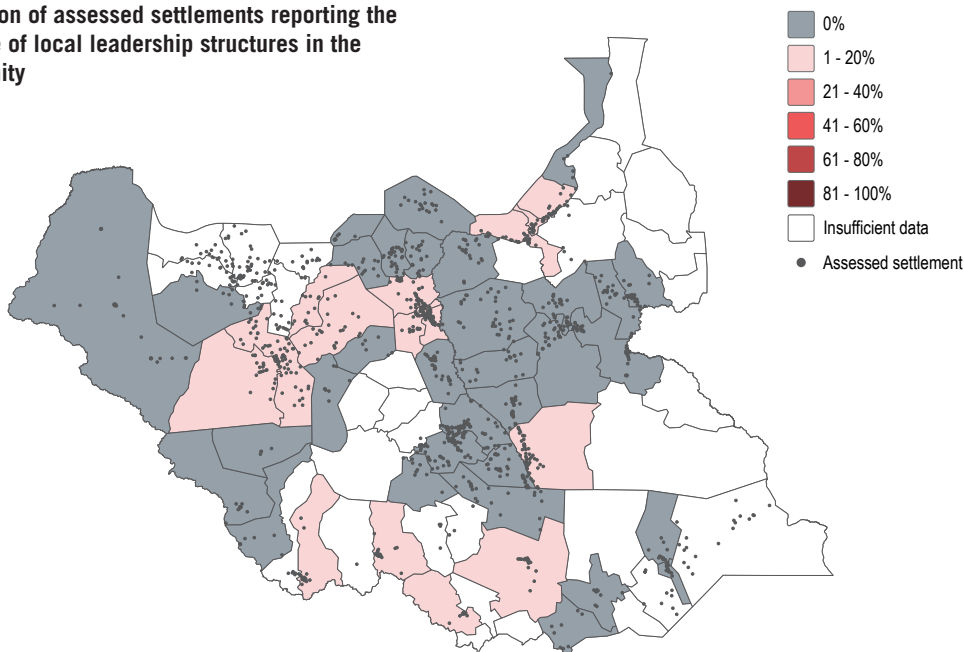 ion of assessed settlements reporting the
of local leadership structures in the
ity
0%
1 - 20%
21 - 40%
41 - 60%
61 - 80%
81 - 100%
Insufficient data
Assessed settlement